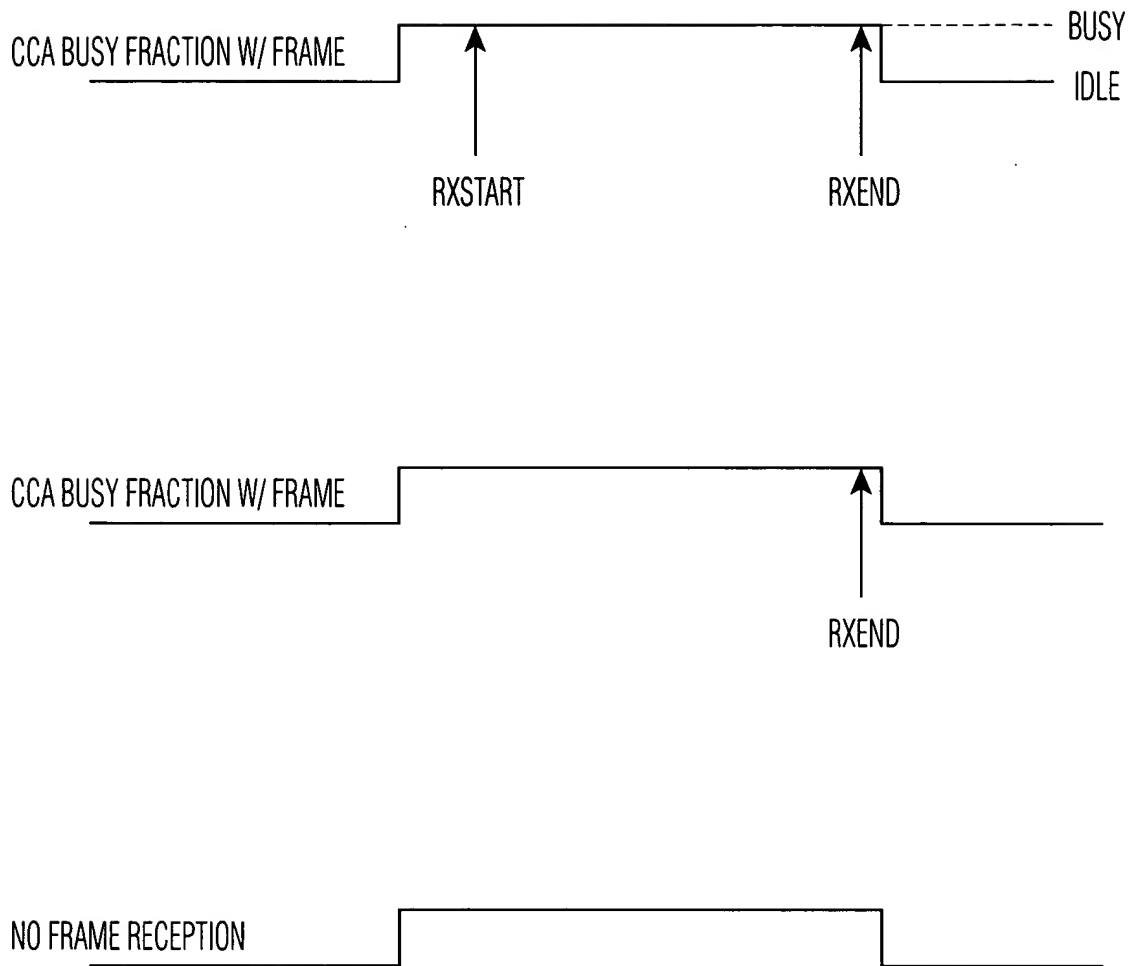 CCA BUSY FRACTION W/ FRAME
BUSY
IDLE
RXSTART
RXEND
CCA BUSY FRACTION W/ FRAME
RXEND
NO FRAME RECEPTION